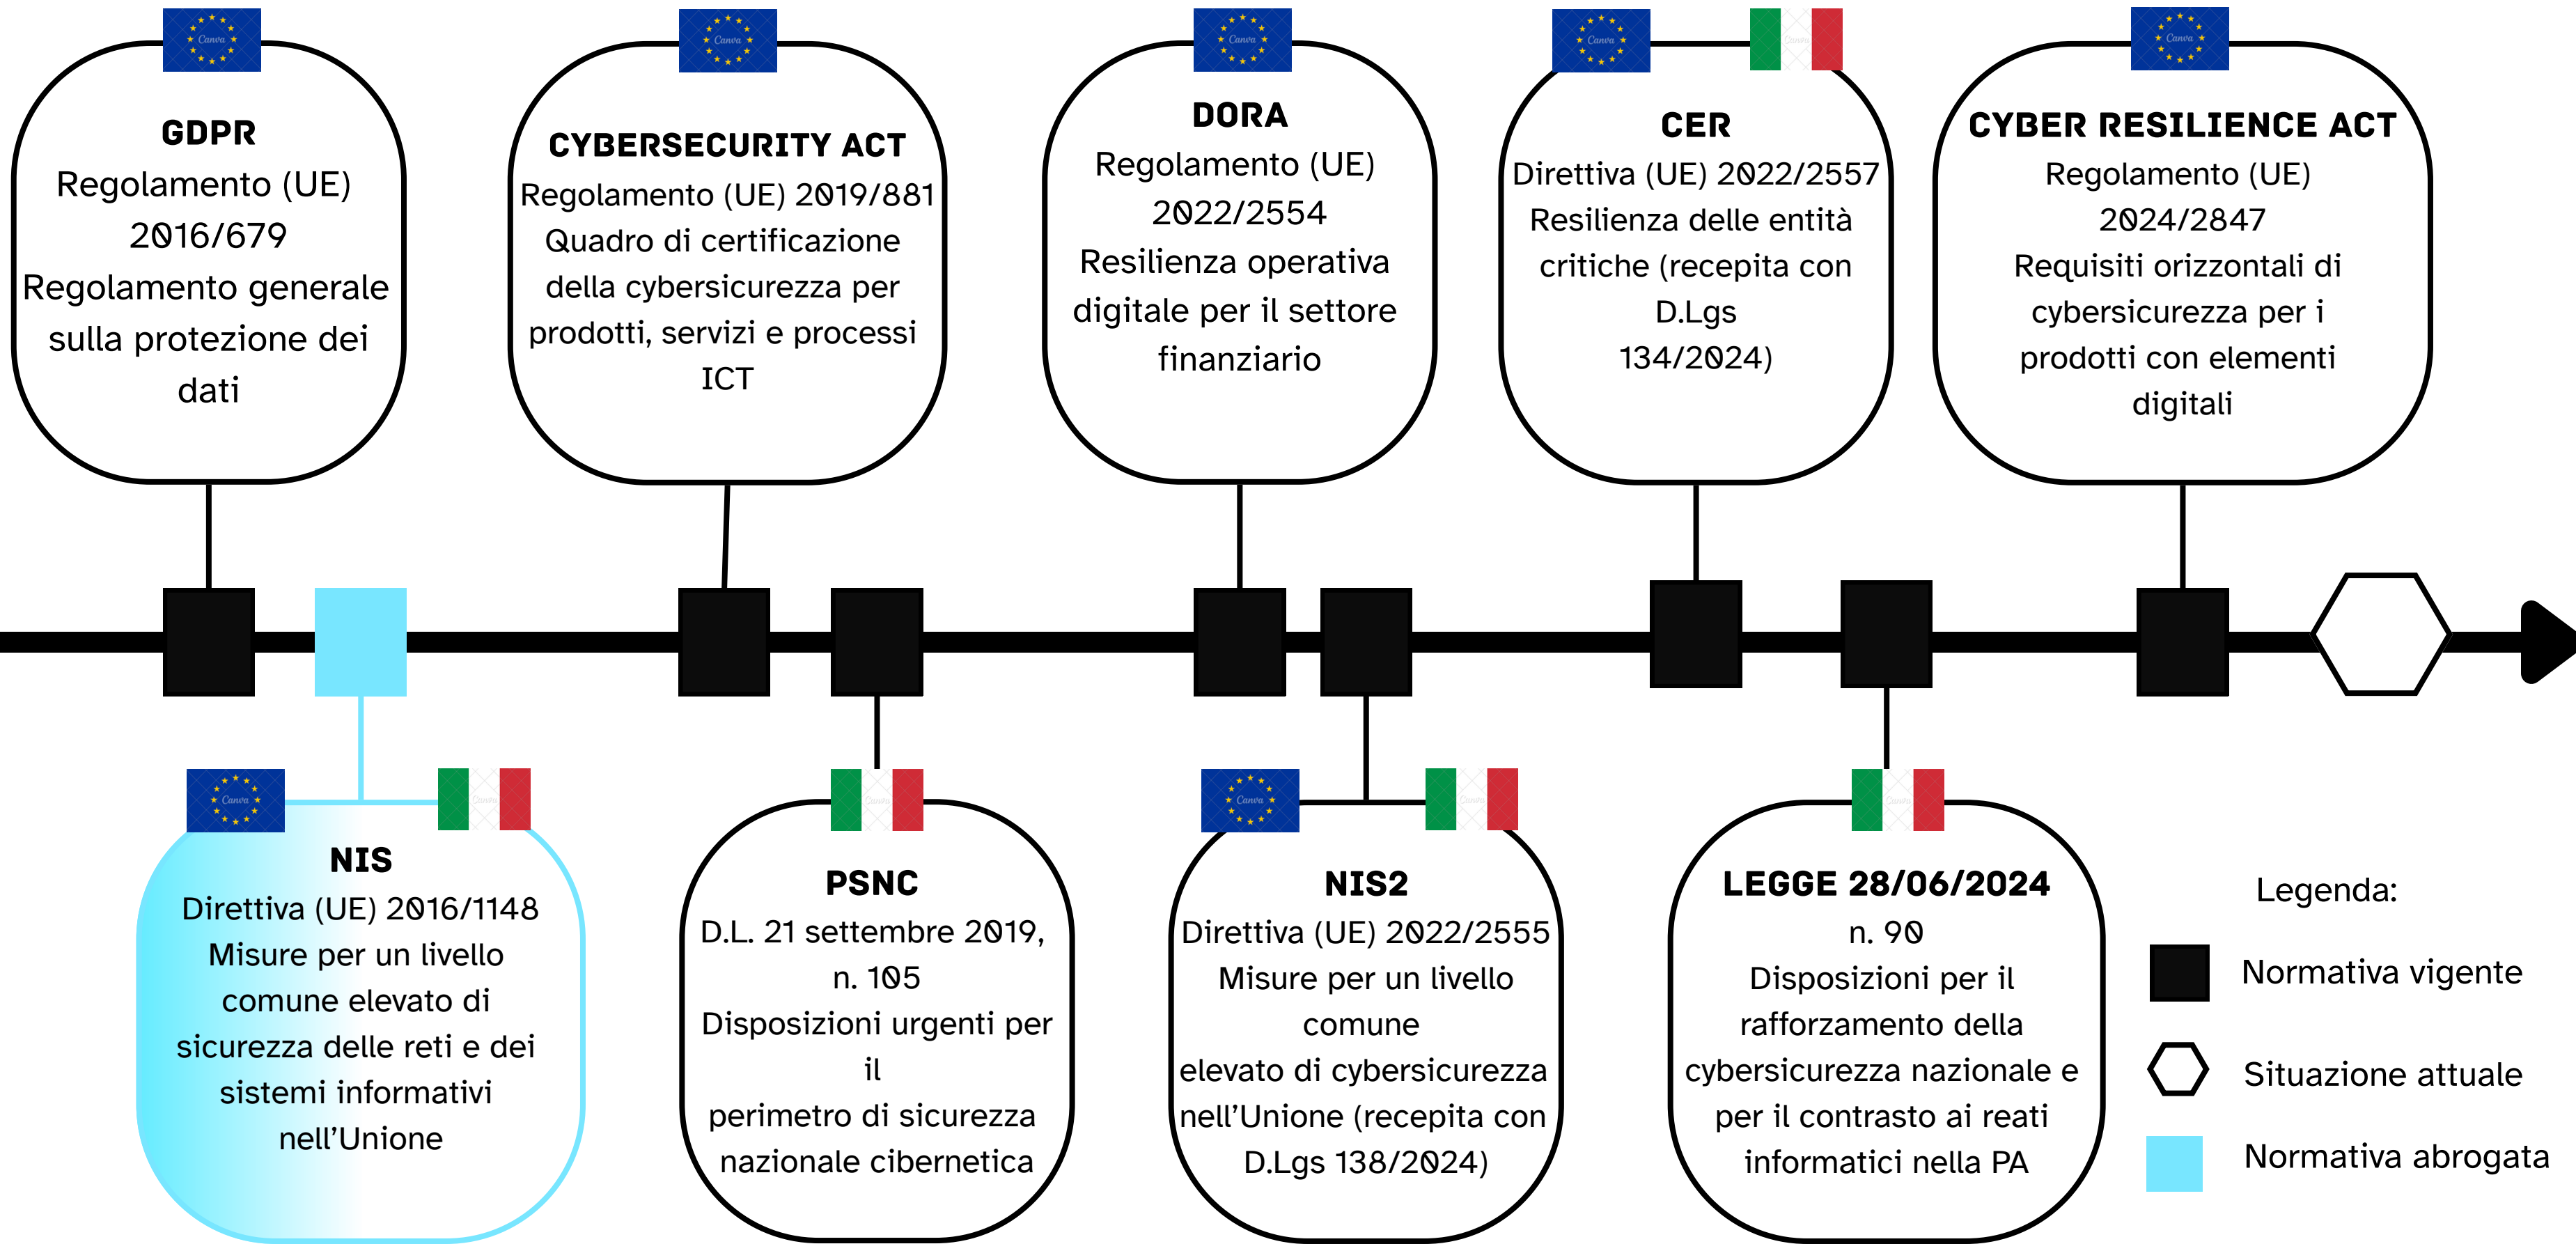 GDPR
Regolamento (UE)
2016/679
Regolamento generale
sulla protezione dei
dati
CYBERSECURITY ACT
Regolamento (UE) 2019/881
Quadro di certificazione
della cybersicurezza per
prodotti, servizi e processi
ICT
DORA
Regolamento (UE)
2022/2554
Resilienza operativa
digitale per il settore
finanziario
CER
Direttiva (UE) 2022/2557
Resilienza delle entità
critiche (recepita con
D.Lgs
134/2024)
CYBER RESILIENCE ACT
Regolamento (UE)
2024/2847
Requisiti orizzontali di
cybersicurezza per i
prodotti con elementi
digitali
NIS
Direttiva (UE) 2016/1148
Misure per un livello
comune elevato di
sicurezza delle reti e dei
sistemi informativi
nell’Unione
PSNC
D.L. 21 settembre 2019,
n. 105
Disposizioni urgenti per
il
perimetro di sicurezza
nazionale cibernetica
NIS2
Direttiva (UE) 2022/2555
Misure per un livello
comune
elevato di cybersicurezza
nell’Unione (recepita con
D.Lgs 138/2024)
LEGGE 28/06/2024
n. 90
Disposizioni per il
rafforzamento della
cybersicurezza nazionale e
per il contrasto ai reati
informatici nella PA
Legenda:
Normativa vigente
Situazione attuale
Normativa abrogata
Canva
Canva
Canva
Canva
Canva
Canva
Canva